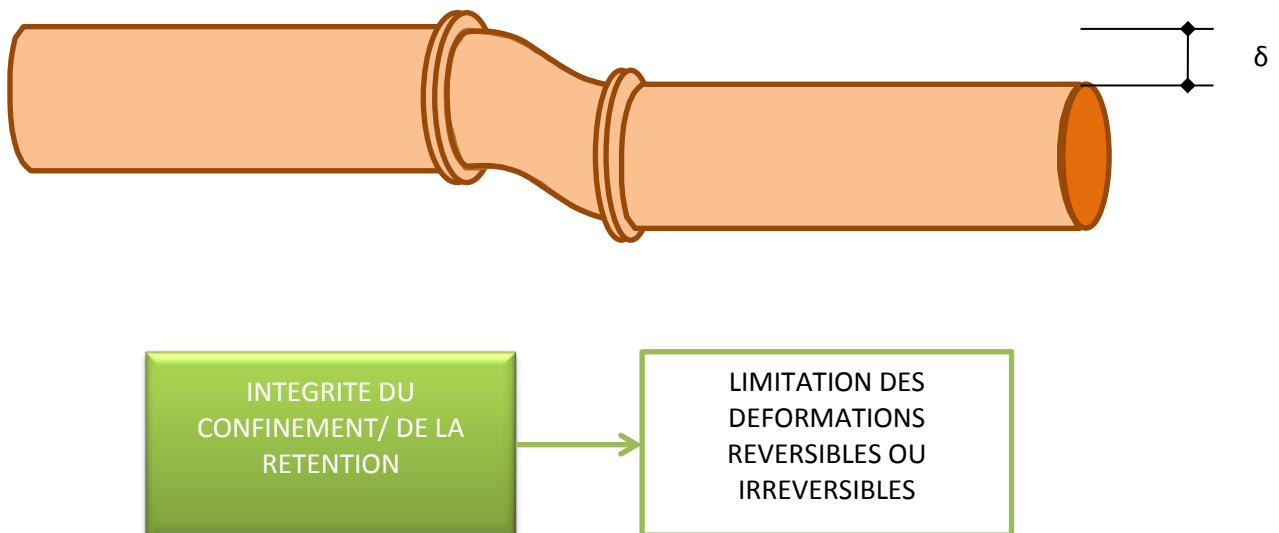 δ
INTEGRITE DU
CONFINEMENT/ DE LA
RETENTION
LIMITATION DES
DEFORMATIONS
REVERSIBLES OU
IRREVERSIBLES